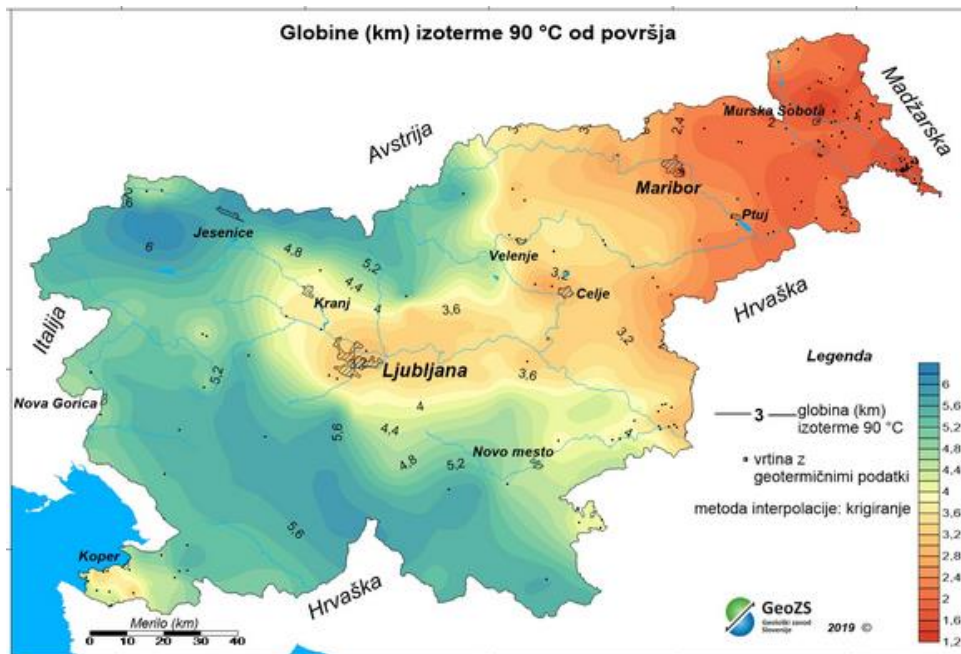 Globine (km) izoterme 90 °C od površja
Avstrija
Madžarska
Murska Sobota
2
2,4
Maribor
Ptuj
Jesenice
6
4,8
4,4
5,2
4
Velenje
3,2
Celje
Kranj
3,6
Hrvaška
Italija
3,2
Ljubljana
5,2
3,6
Nova Gorica
4
5,6
4,4
4
4,8
5,2
Novo mesto
5,6
Koper
Hrvaška
Merilo (km)
0 10 20 30 40
Legenda
3
globina (km)
izoterme 90 °C
vrtina z
geotermičnimi podatki
metoda interpolacije: krigiranje
6
5,6
5,2
4,8
4,4
4
3,6
3,2
2,8
2,4
2
1,6
1,2
GeoZS
Geološki zavod
Slovenije
2019 ©